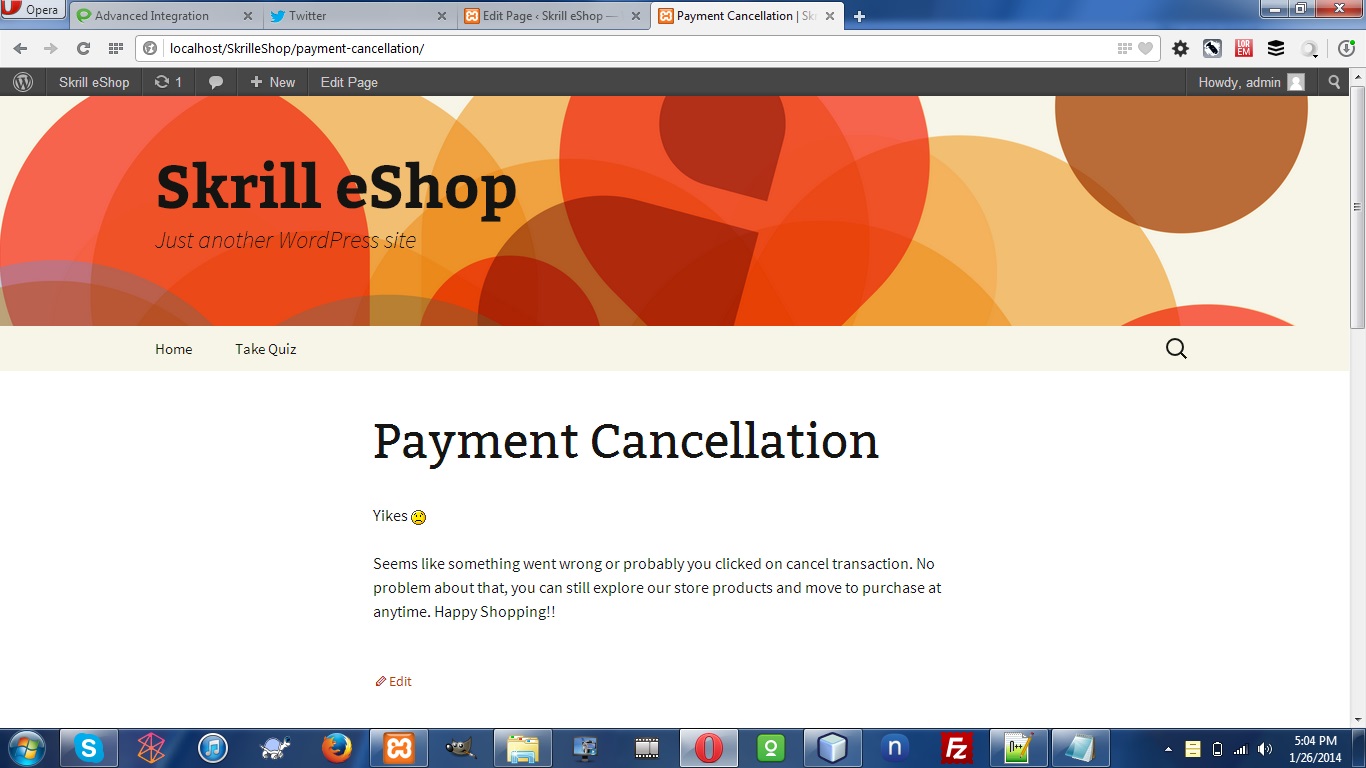 Opera
Advanced Integration
Twitter
Edit Page ‹ Skrill eShop —
Payment Cancellation | Sk
localhost/SkrilleShop/payment-cancellation/
LOR
EM
Skrill eShop
1
New
Edit Page
Howdy, admin
Skrill eShop
Just another WordPress site
Home
Take Quiz
Payment Cancellation
Yikes
Seems like something went wrong or probably you clicked on cancel transaction. No
problem about that, you can still explore our store products and move to purchase at
anytime. Happy Shopping!!
Edit
5:04 PM
1/26/2014